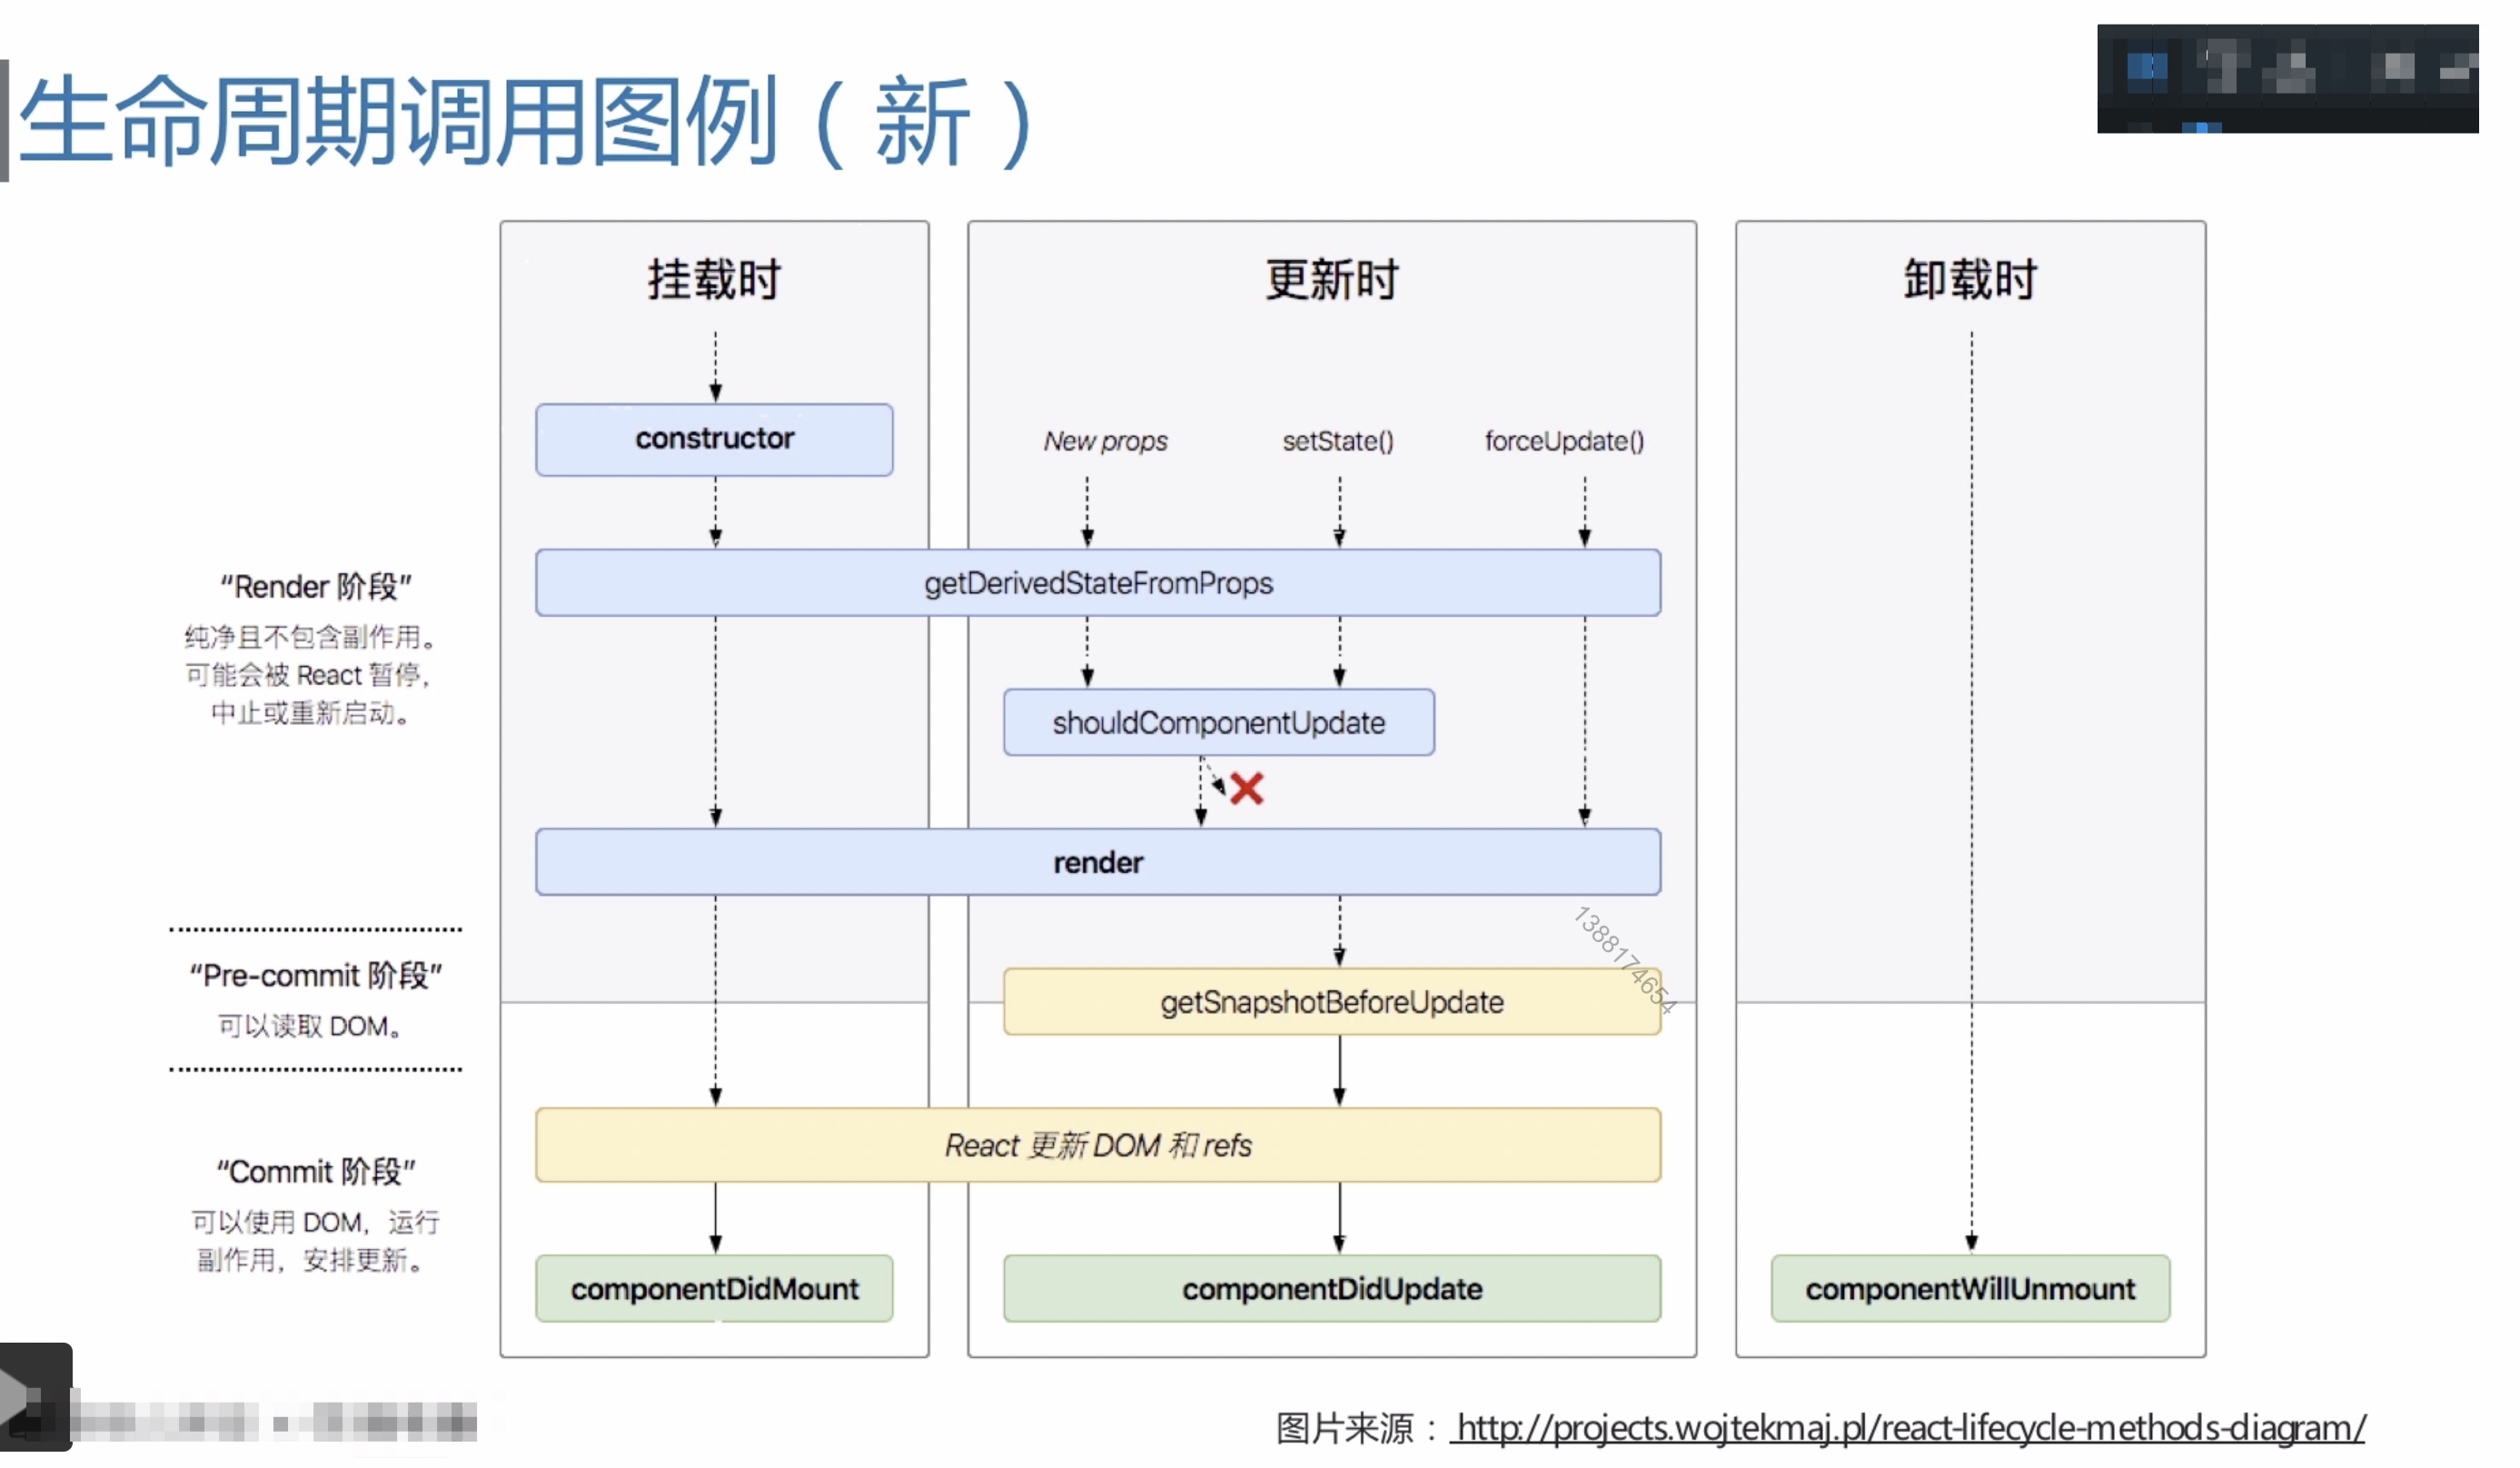 生命周期调用图例（新）
挂载时
更新时
卸载时
constructor
New props
setState()
forceUpdate()
getDerivedStateFromProps
“Render 阶段”
纯净且不包含副作用。
可能会被 React 暂停，
中止或重新启动。
shouldComponentUpdate
render
“Pre-commit 阶段”
可以读取 DOM。
getSnapshotBeforeUpdate
1388174654
React 更新 DOM 和 refs
“Commit 阶段”
可以使用 DOM，运行
副作用，安排更新。
componentDidMount
componentDidUpdate
componentWillUnmount
图片来源： http://projects.wojtekmaj.pl/react-lifecycle-methods-diagram/